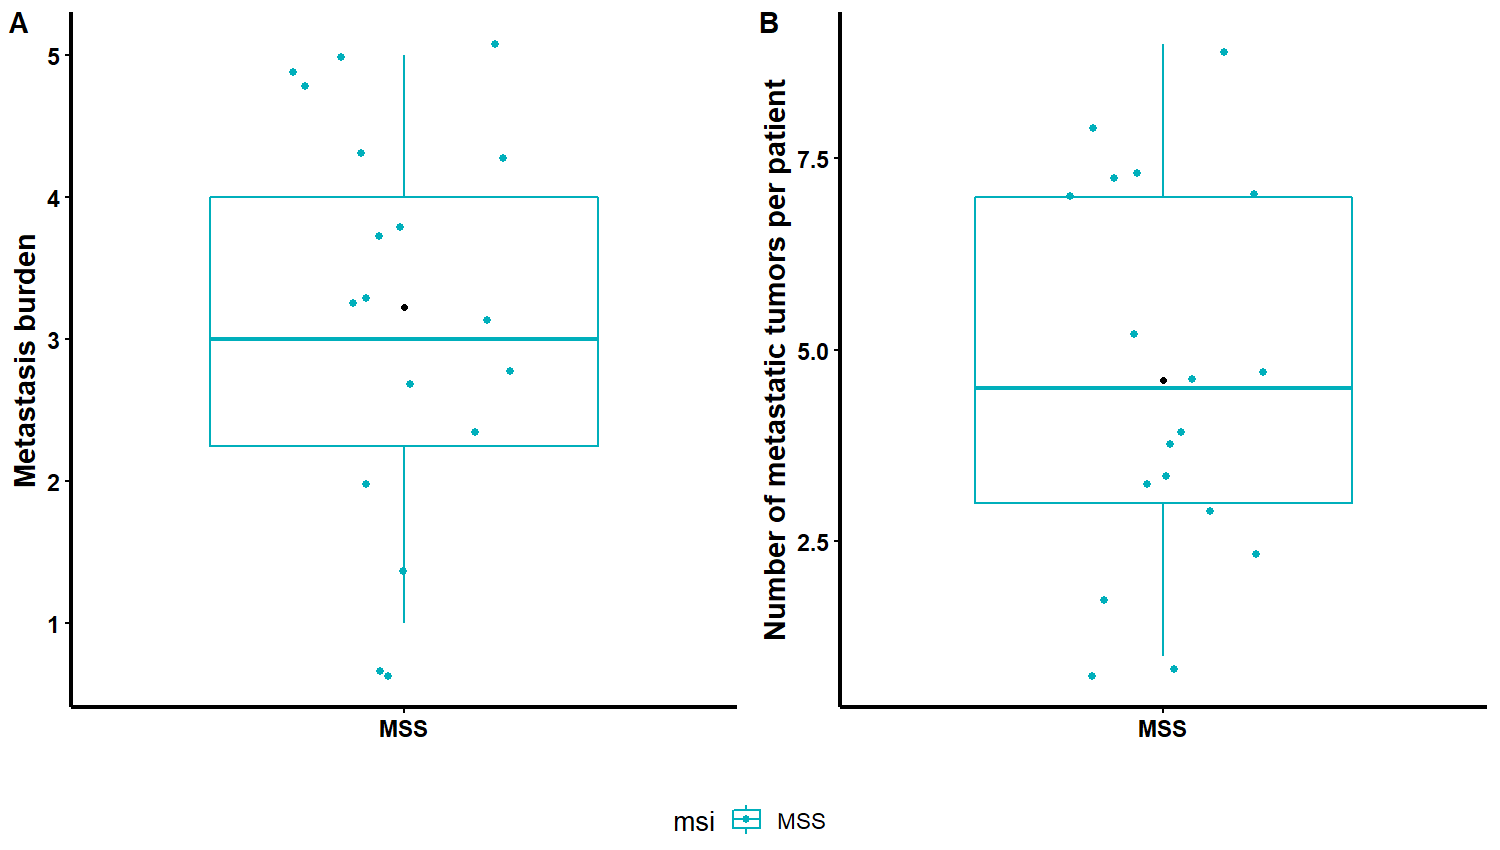 A
Metastasis burden
5
4
3
2
1
MSS
B
Number of metastatic tumors per patient
7.5
5.0
2.5
MSS
msi MSS